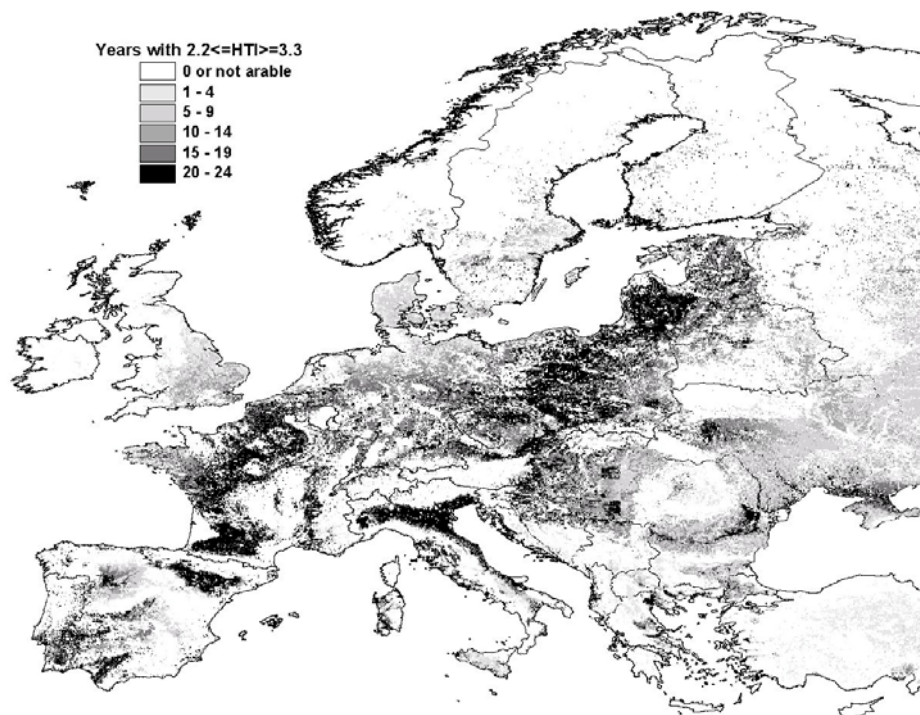 Years with 2.2<=HTI>=3.3
0 or not arable
1 - 4
5 - 9
10 - 14
15 - 19
20 - 24